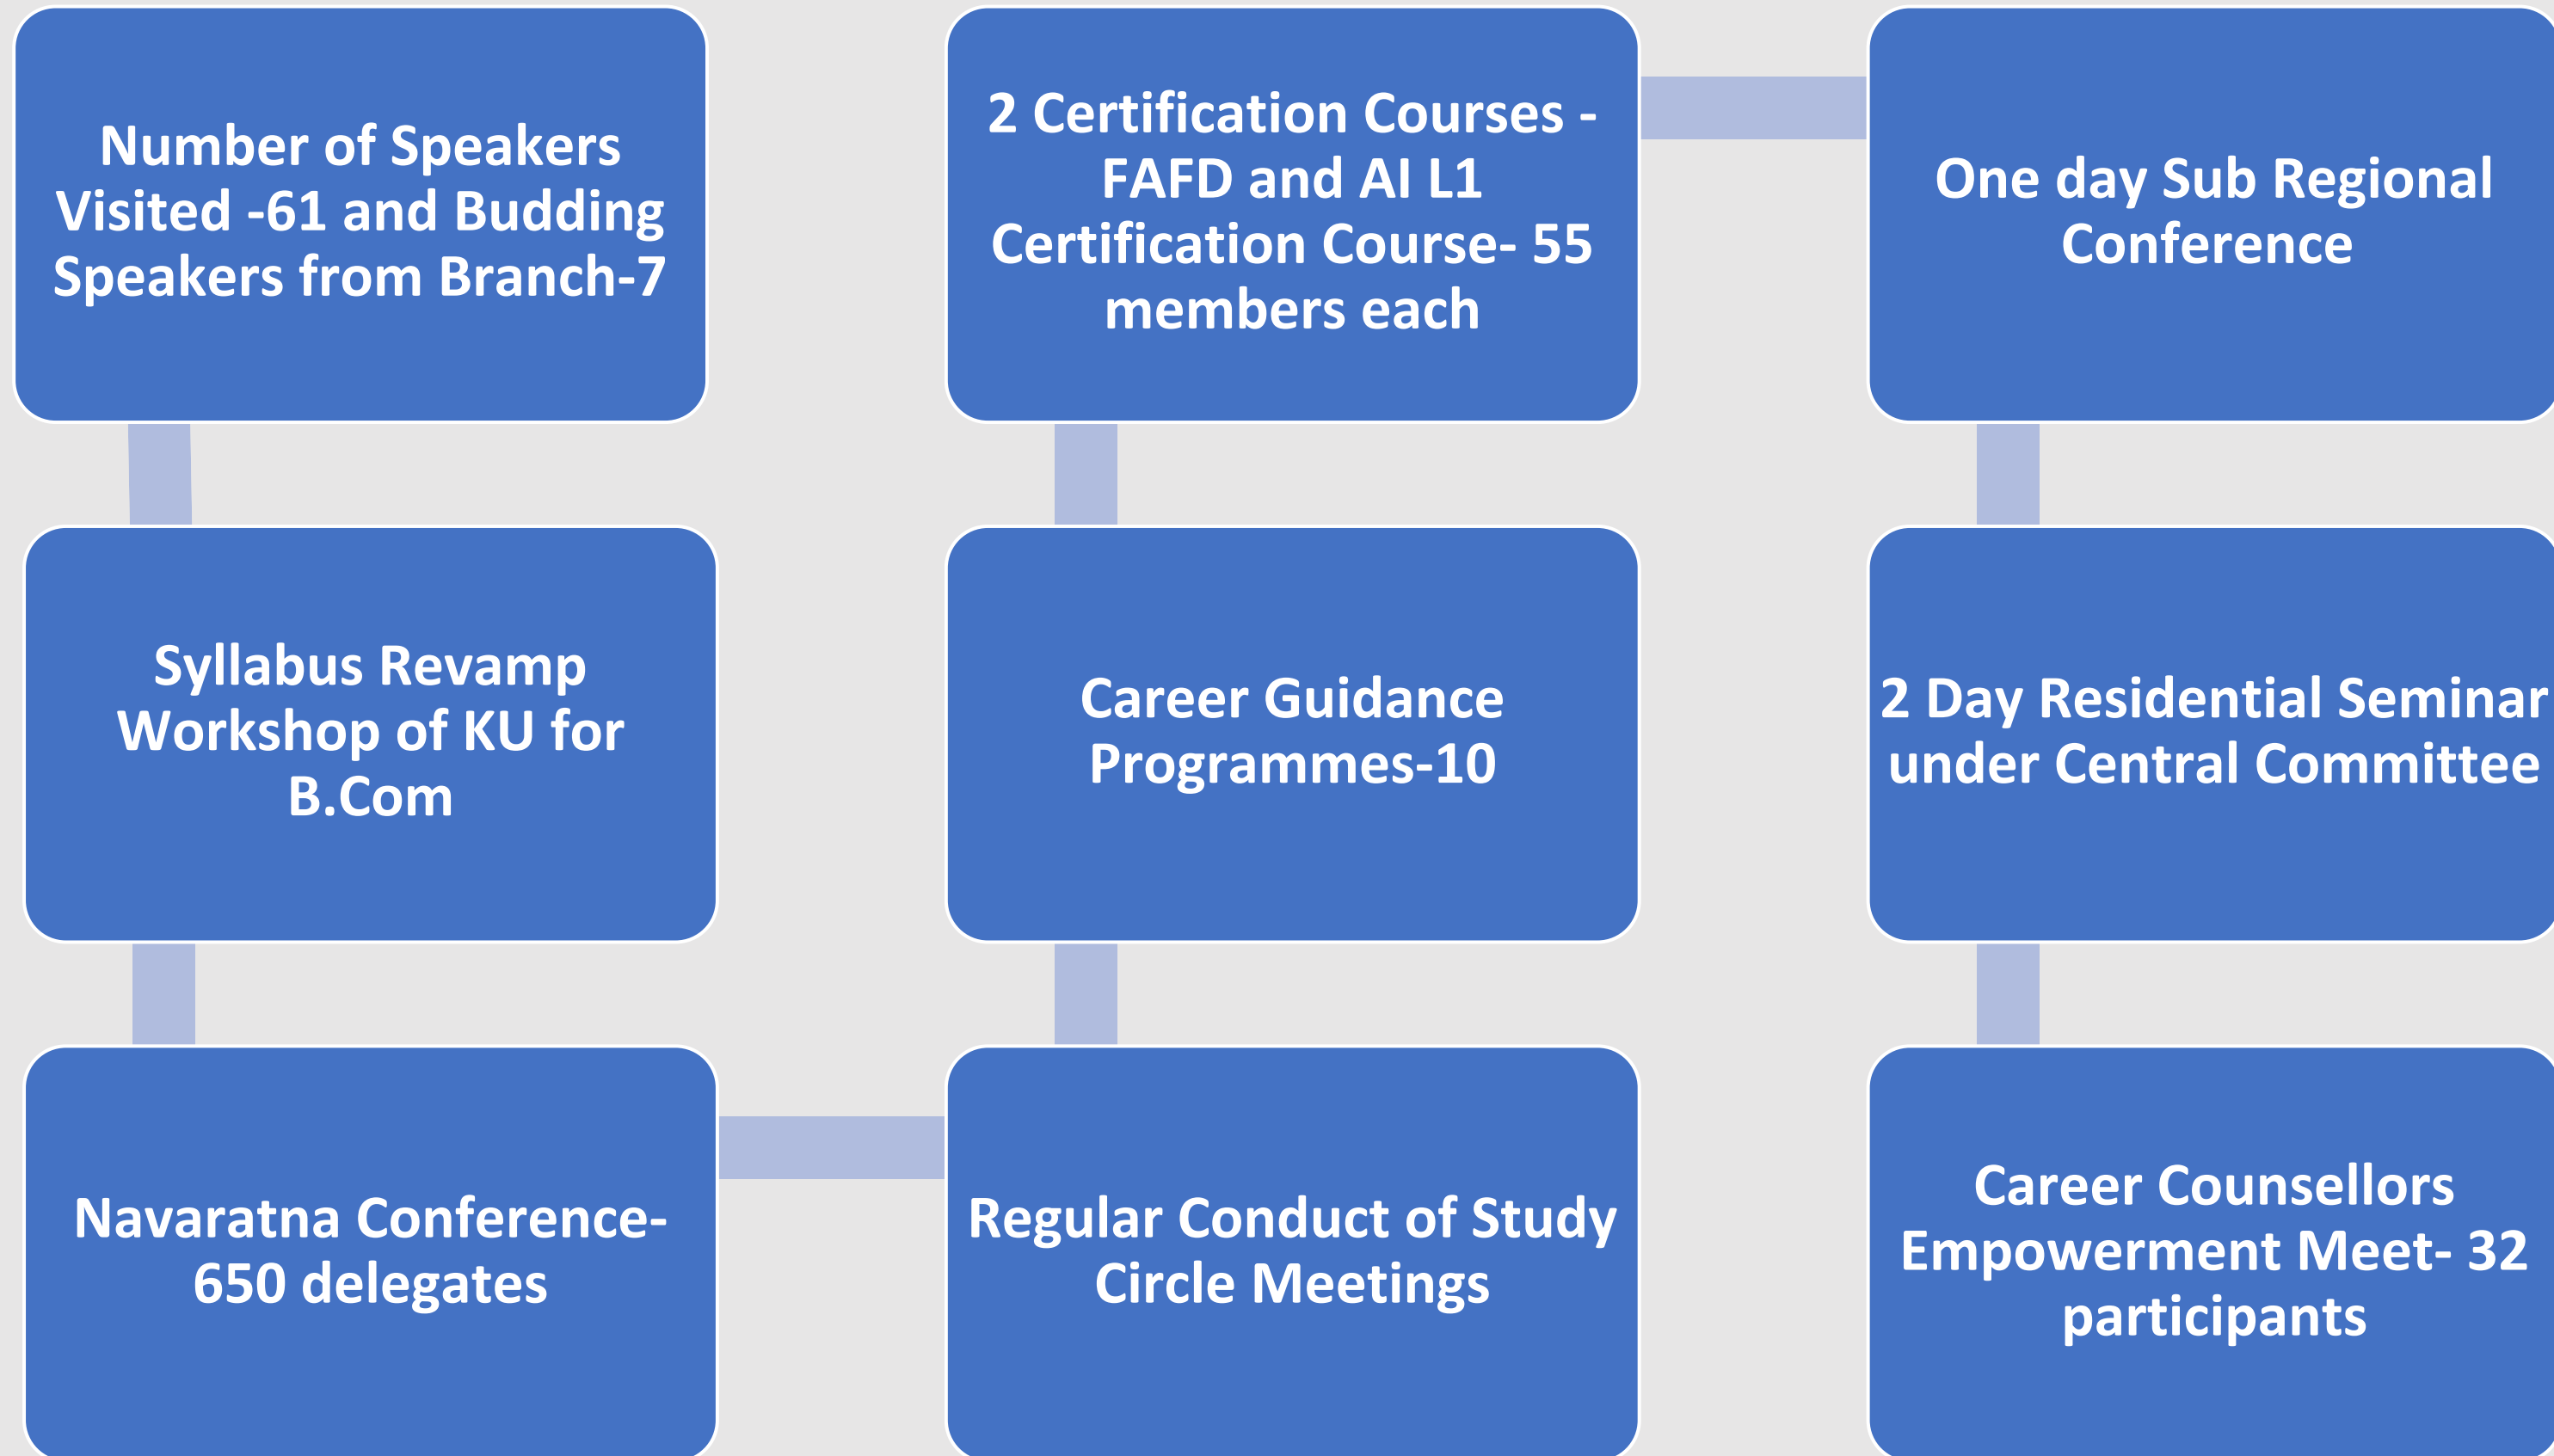 Number of Speakers
Visited -61 and Budding
Speakers from Branch-7
Syllabus Revamp
Workshop of KU for
B.Com
Navaratna Conference-
650 delegates
Regular Conduct of Study
Circle Meetings
Career Guidance
Programmes-10
2 Certification Courses -
FAFD and AI L1
Certification Course- 55
members each
One day Sub Regional
Conference
2 Day Residential Seminar
under Central Committee
Career Counsellors
Empowerment Meet- 32
participants